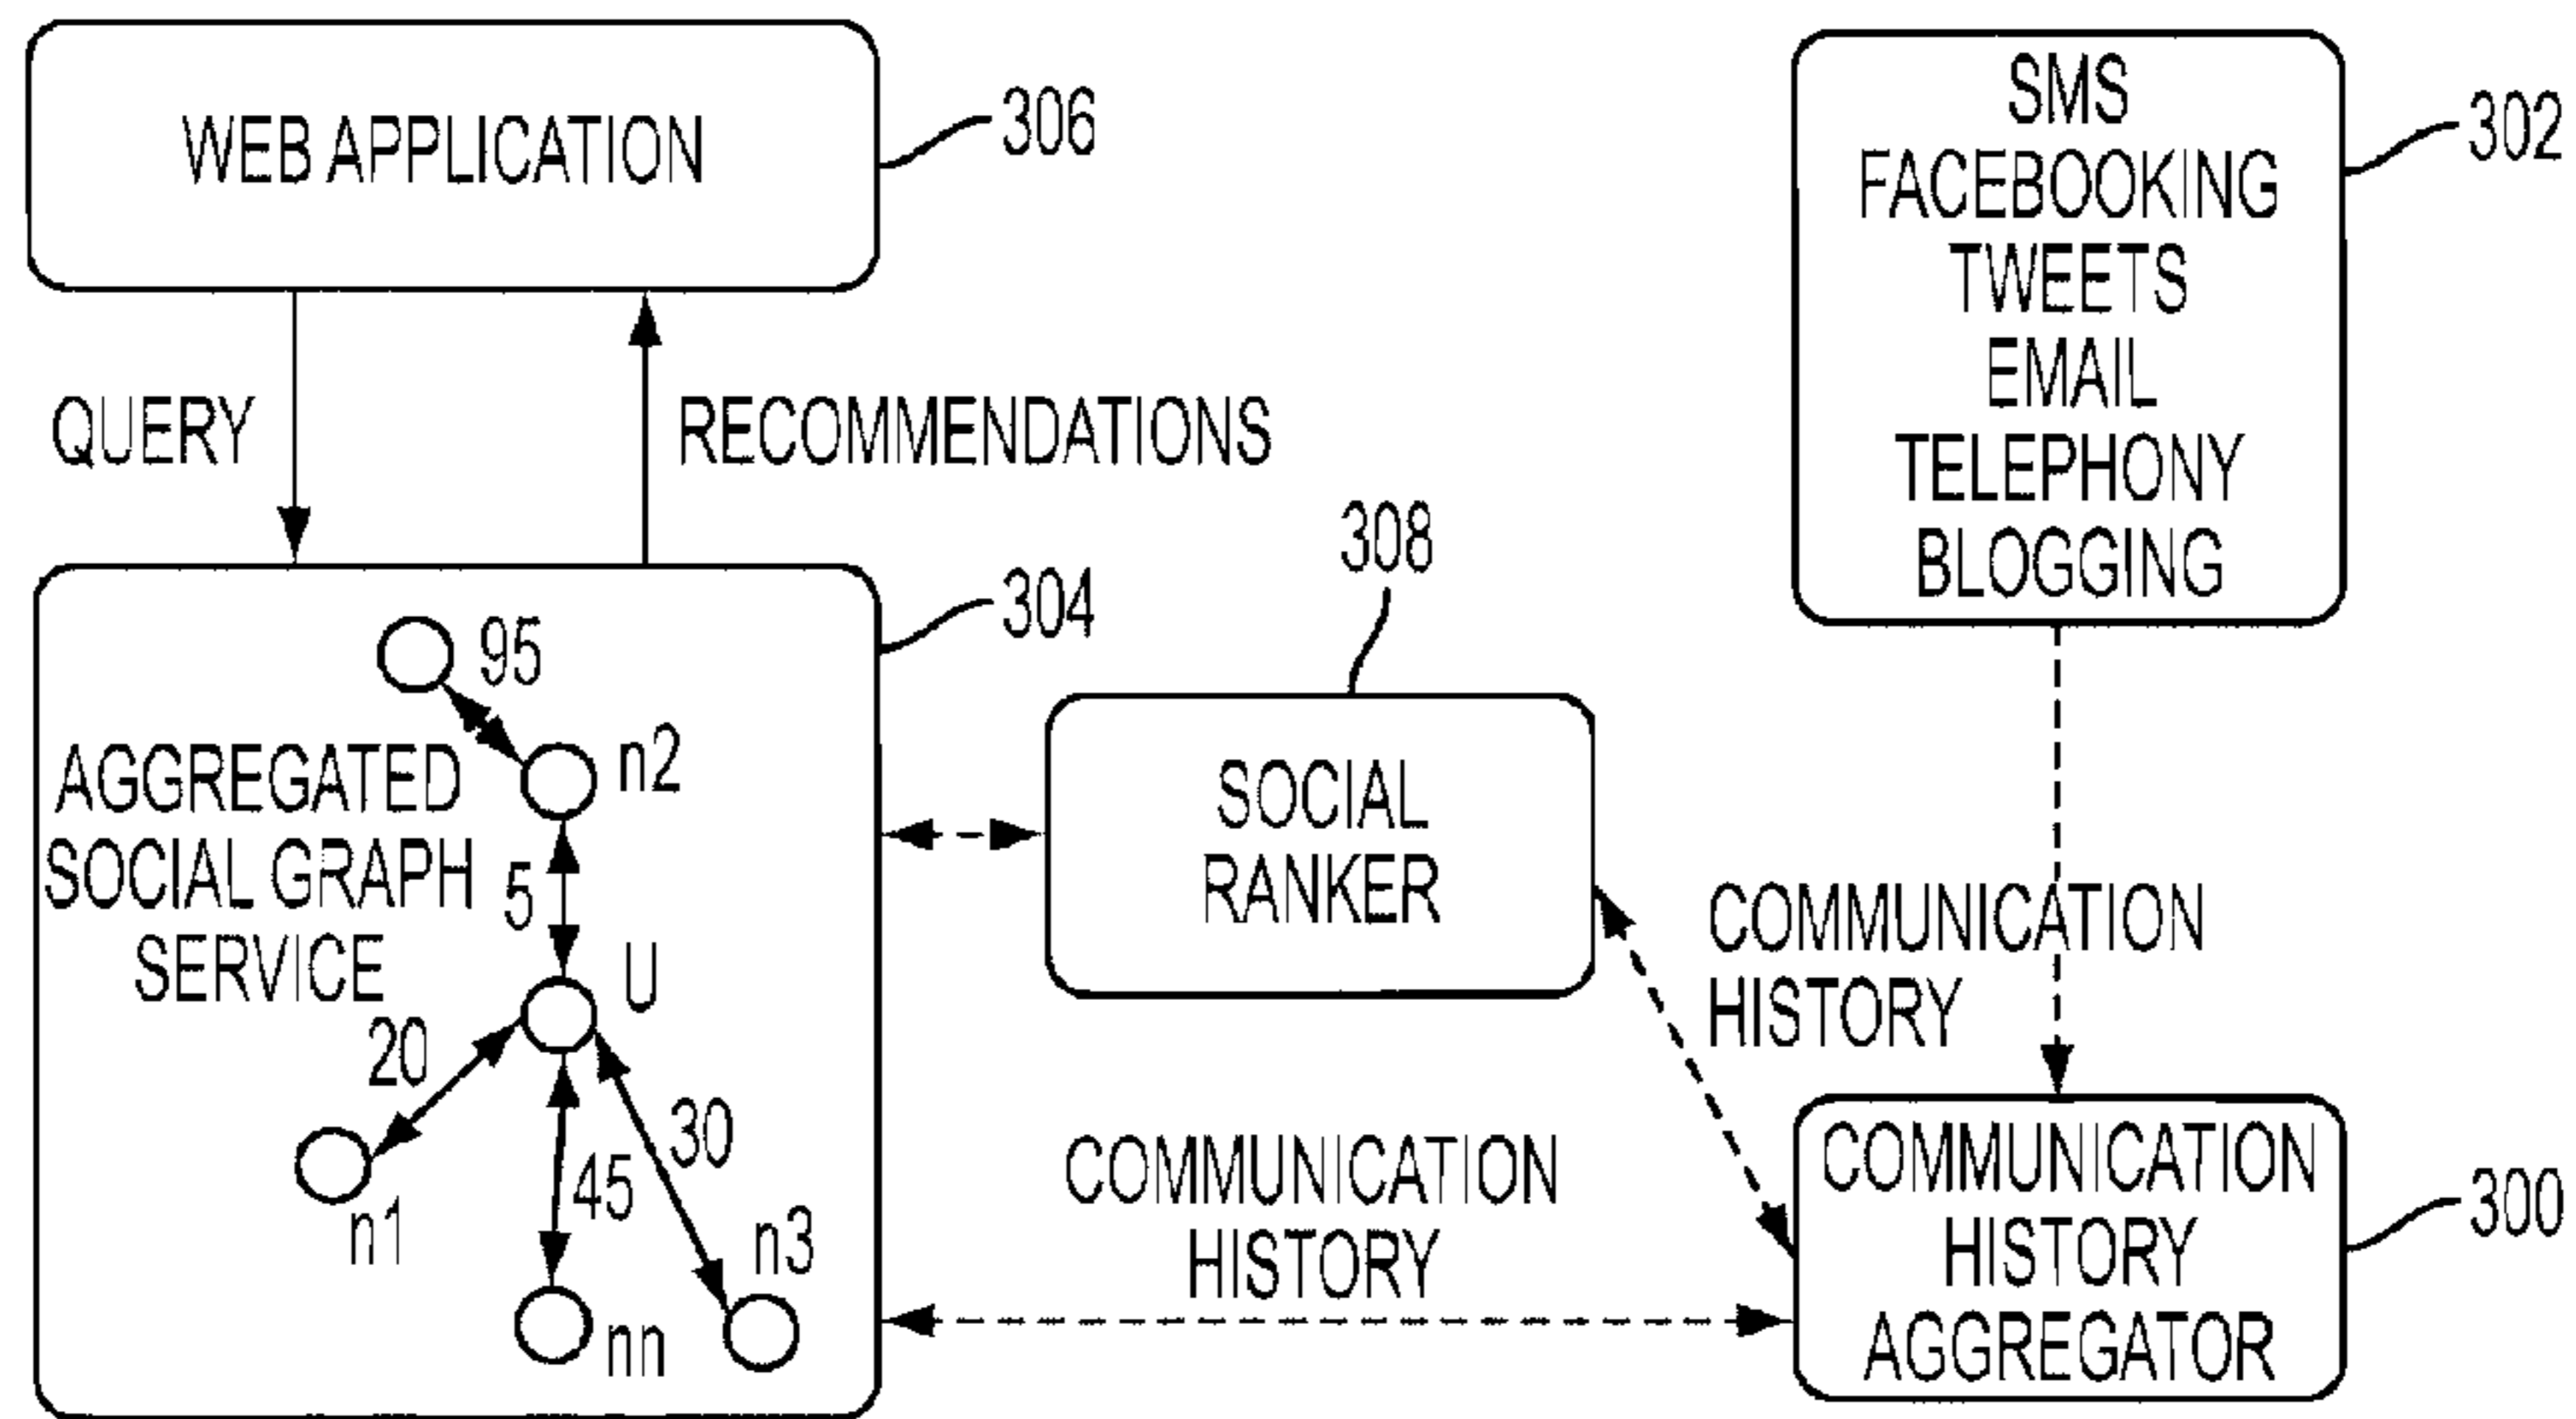 WEB APPLICATION
306
SMS
FACEBOOKING
TWEETS
EMAIL
TELEPHONY
BLOGGING
302
QUERY
RECOMMENDATIONS
304
95
n2
AGGREGATED
SOCIAL GRAPH
SERVICE
5
U
20
n1
45
nn
30
n3
308
SOCIAL
RANKER
COMMUNICATION
HISTORY
COMMUNICATION
HISTORY
COMMUNICATION
HISTORY
AGGREGATOR
300